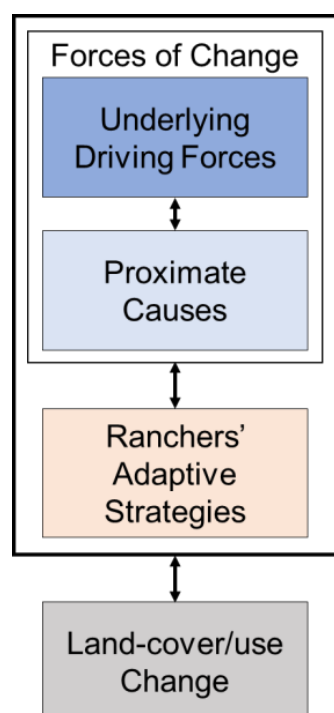 Forces of Change
Underlying
Driving Forces
Proximate
Causes
Ranchers’
Adaptive
Strategies
Land-cover/use
Change